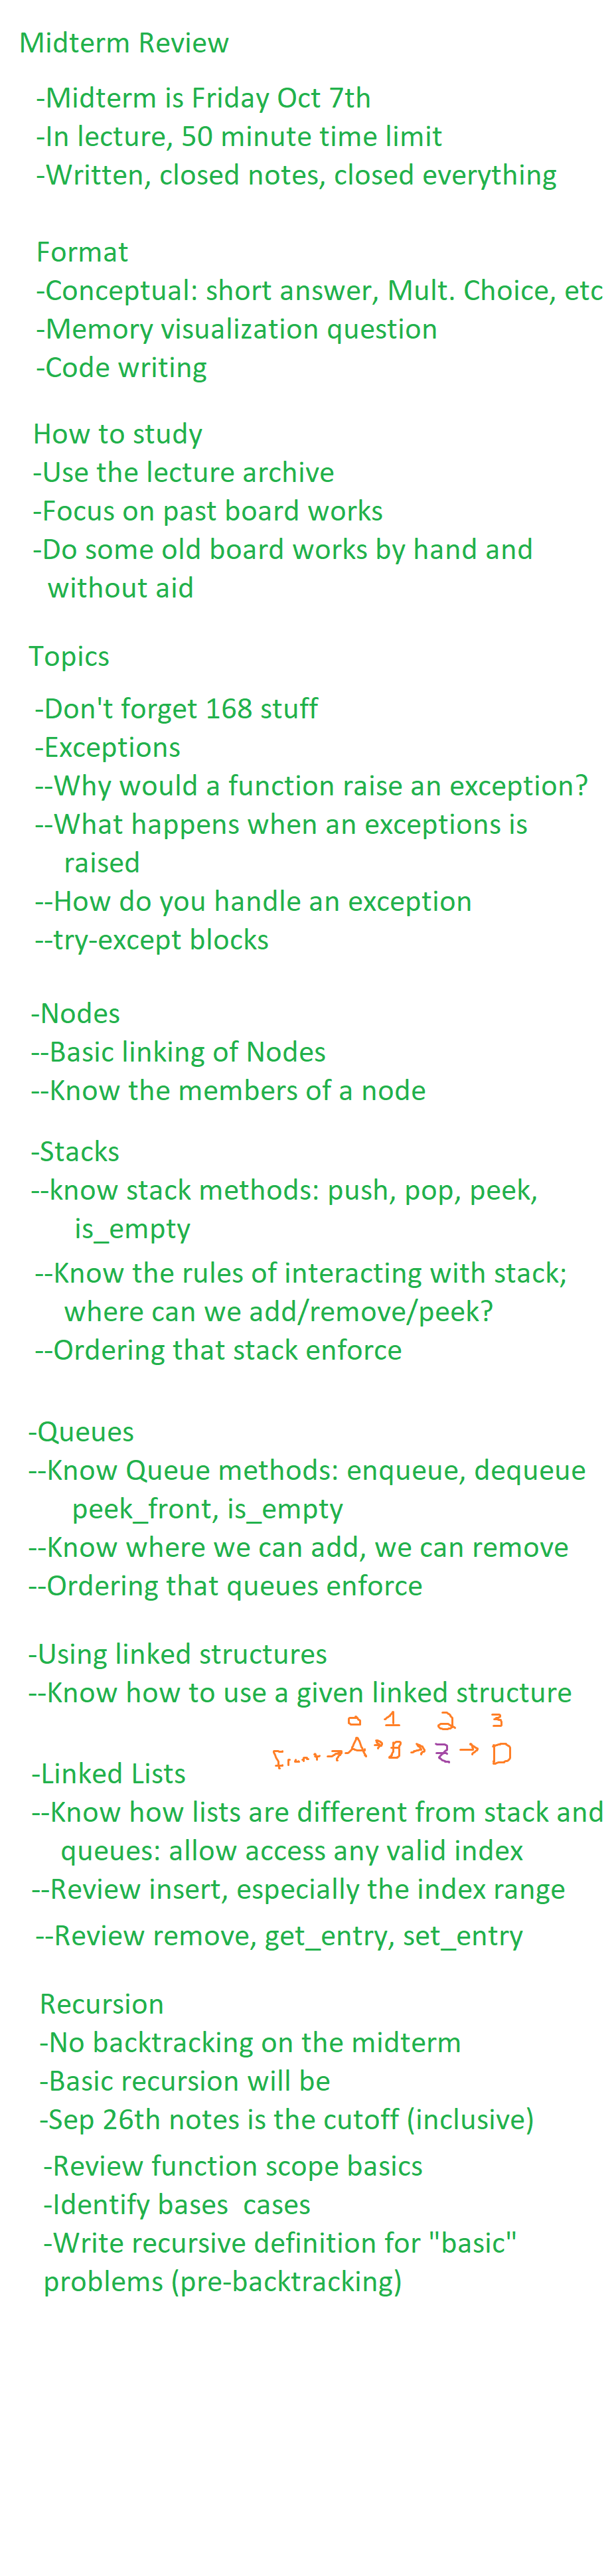 Midterm Review
-Midterm is Friday Oct 7th
-In lecture, 50 minute time limit
-Written, closed notes, closed everything
Format
-Conceptual: short answer, Mult. Choice, etc
-Memory visualization question
-Code writing
How to study
-Use the lecture archive
-Focus on past board works
-Do some old board works by hand and
without aid
Topics
-Don't forget 168 stuff
-Exceptions
--Why would a function raise an exception?
--What happens when an exceptions is
raised
--How do you handle an exception
--try-except blocks
-Nodes
--Basic linking of Nodes
--Know the members of a node
-Stacks
--know stack methods: push, pop, peek,
is_empty
--Know the rules of interacting with stack;
where can we add/remove/peek?
--Ordering that stack enforce
-Queues
--Know Queue methods: enqueue, dequeue
peek_front, is_empty
--Know where we can add, we can remove
--Ordering that queues enforce
-Using linked structures
--Know how to use a given linked structure
0 1 2 3
front→A→B→Z→D
-Linked Lists
--Know how lists are different from stack and
queues: allow access any valid index
--Review insert, especially the index range
--Review remove, get_entry, set_entry
Recursion
-No backtracking on the midterm
-Basic recursion will be
-Sep 26th notes is the cutoff (inclusive)
-Review function scope basics
-Identify bases  cases
-Write recursive definition for "basic"
problems (pre-backtracking)